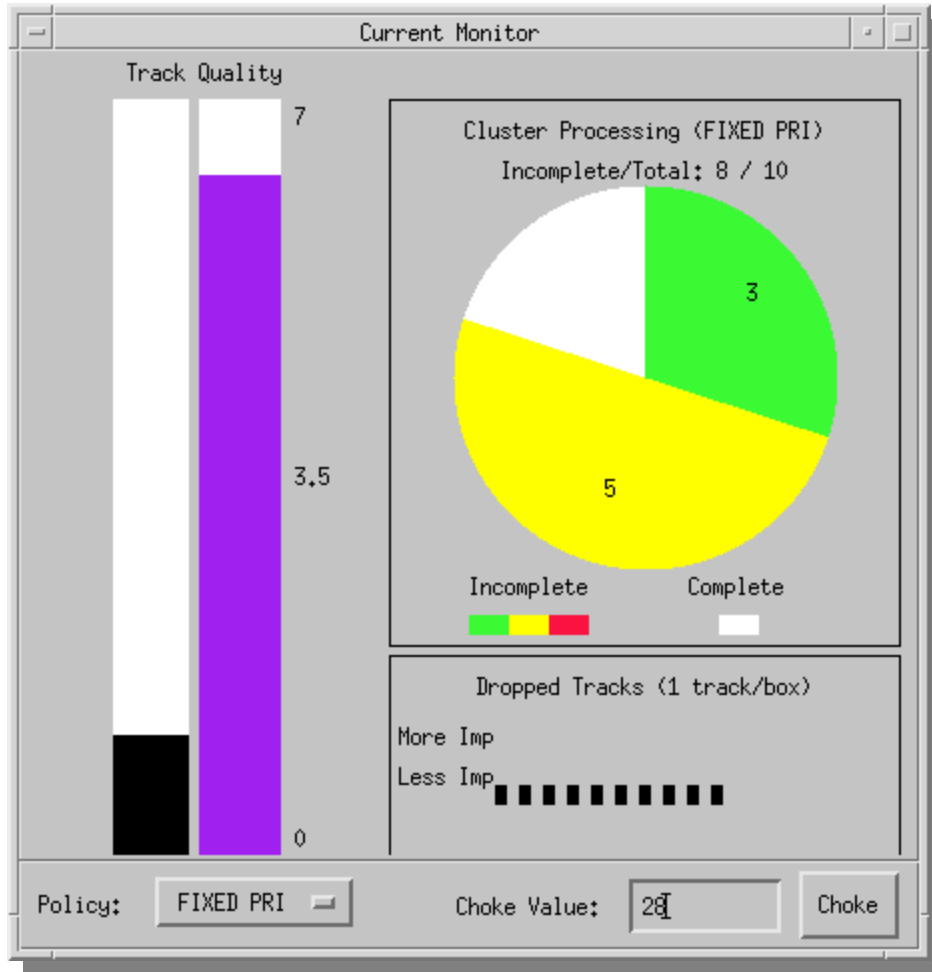 Current Monitor
Track Quality
7
3.5
0
Cluster Processing (FIXED PRI)
Incomplete/Total: 8 / 10
3
5
Incomplete Complete
Dropped Tracks (1 track/box)
More Imp
Less Imp
Policy: FIXED PRI Choke Value: 28 Choke